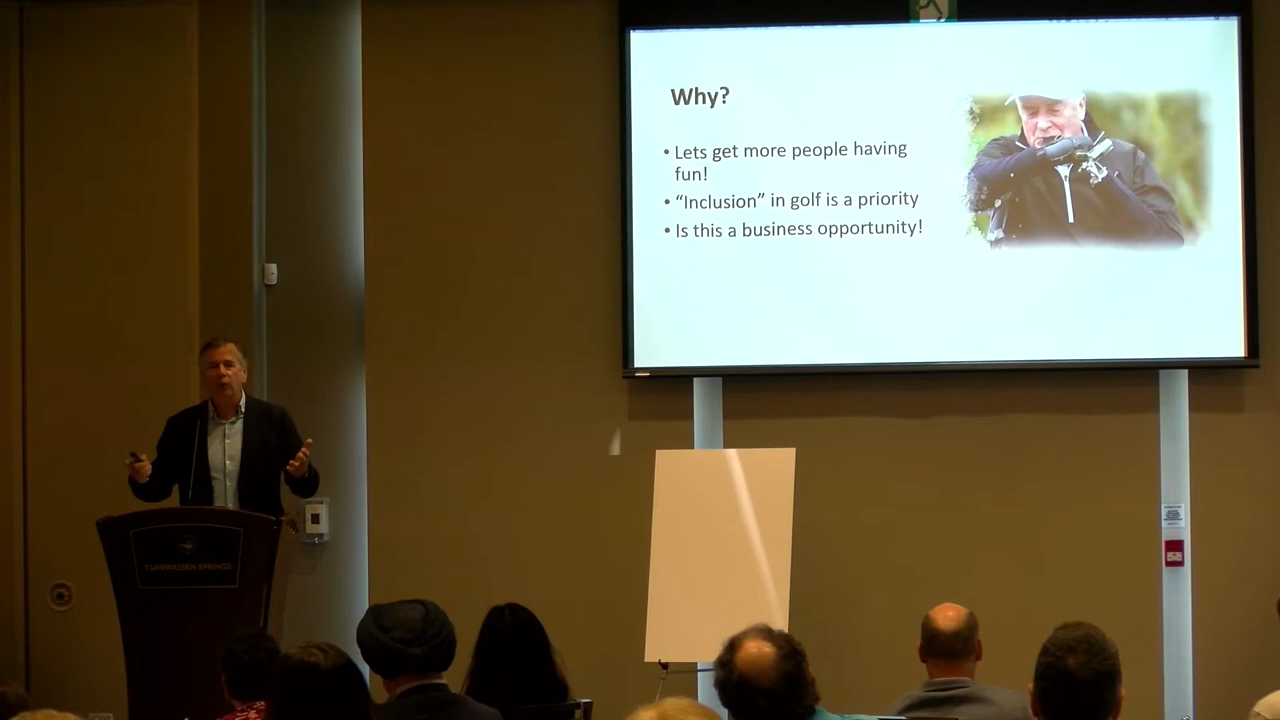 Why?
• Lets get more people having
fun!
• “Inclusion” in golf is a priority
• Is this a business opportunity!
TSAWWASSEN SPRINGS